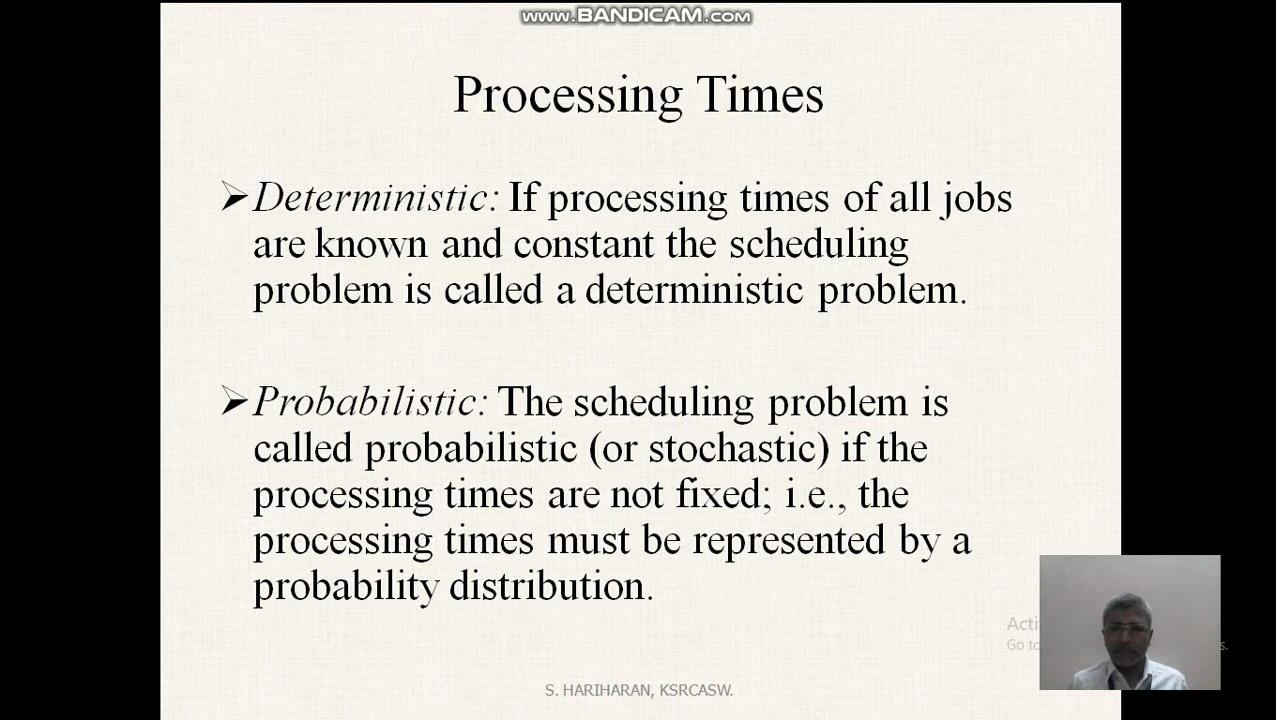 www.BANDICAM.com
Processing Times
➢Deterministic: If processing times of all jobs
are known and constant the scheduling
problem is called a deterministic problem.
➢Probabilistic: The scheduling problem is
called probabilistic (or stochastic) if the
processing times are not fixed; i.e., the
processing times must be represented by a
probability distribution.
S. HARIHARAN, KSRCASW.